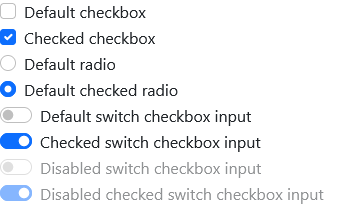 Default checkbox
Checked checkbox
Default radio
Default checked radio
Default switch checkbox input
Checked switch checkbox input
Disabled switch checkbox input
Disabled checked switch checkbox input